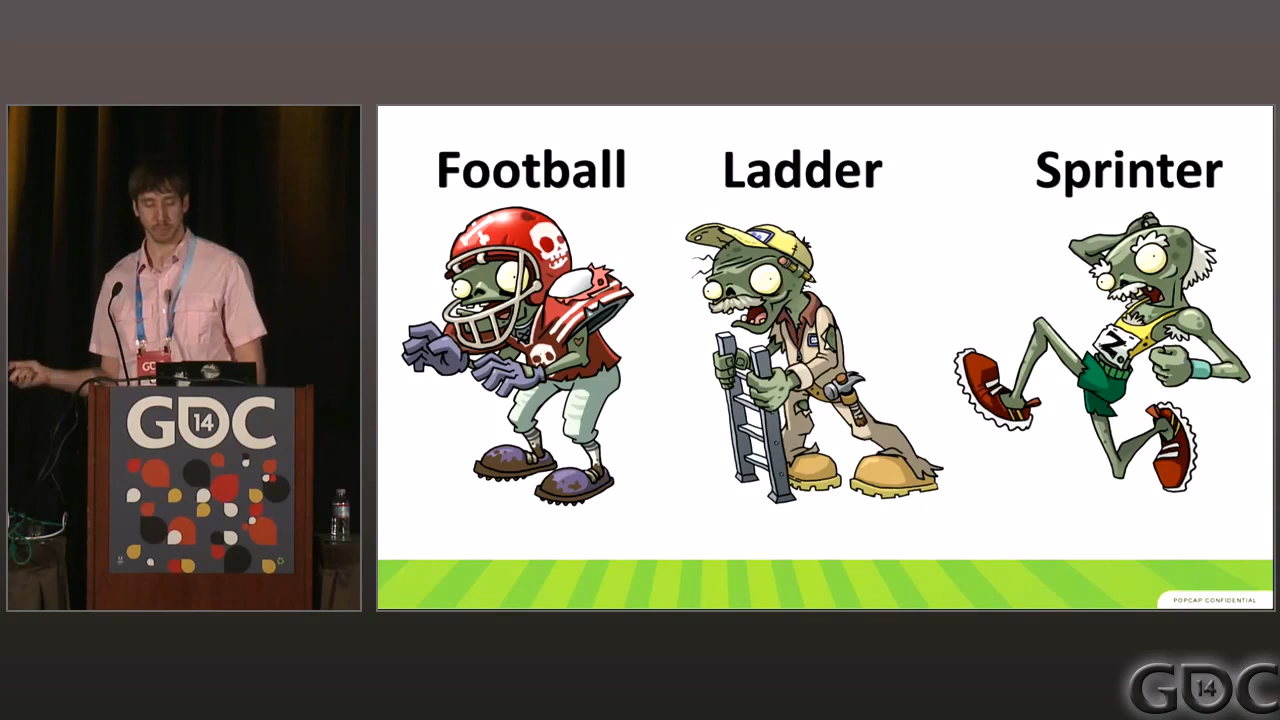 Football
Ladder
Sprinter
Z
GDC
14
POPCAP CONFIDENTIAL
GDC
14